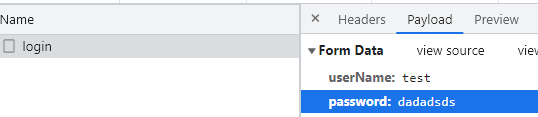 Name
× Headers Payload Preview
login
▼ Form Data view source view
userName: test
password: dadadsds